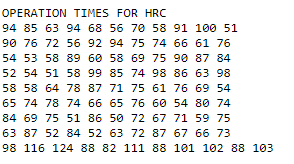 OPERATION TIMES FOR HRC
94 85 63 94 68 56 70 58 91 100 51
90 76 72 56 92 94 75 74 66 61 76
54 53 58 89 60 58 69 75 90 87 84
52 54 51 58 99 85 74 98 86 63 98
58 58 64 78 87 71 75 61 76 69 54
65 74 78 74 66 65 76 60 54 80 74
84 69 75 51 86 50 72 67 71 59 75
63 87 52 84 52 63 72 87 67 66 73
98 116 124 88 82 111 88 101 102 88 103